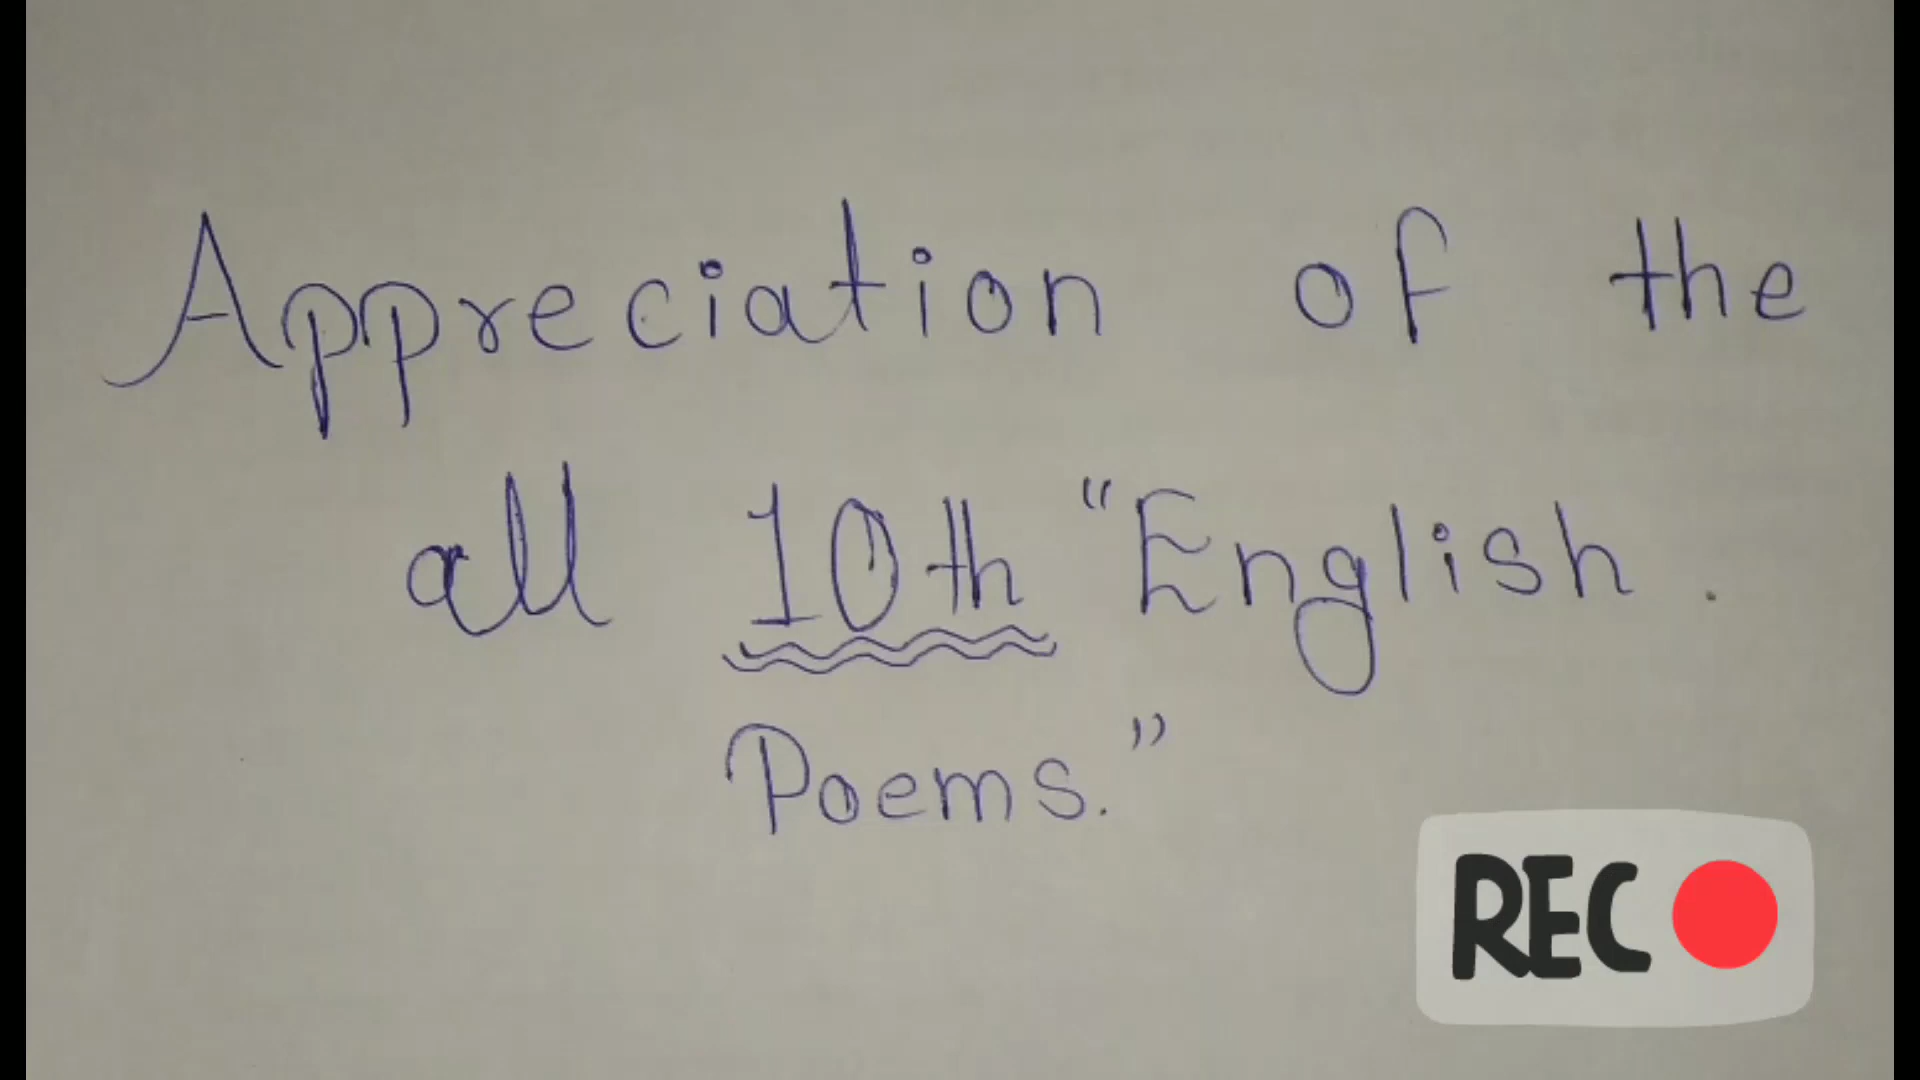 Appreciation of the
all 10th "English.
Poems."
REC